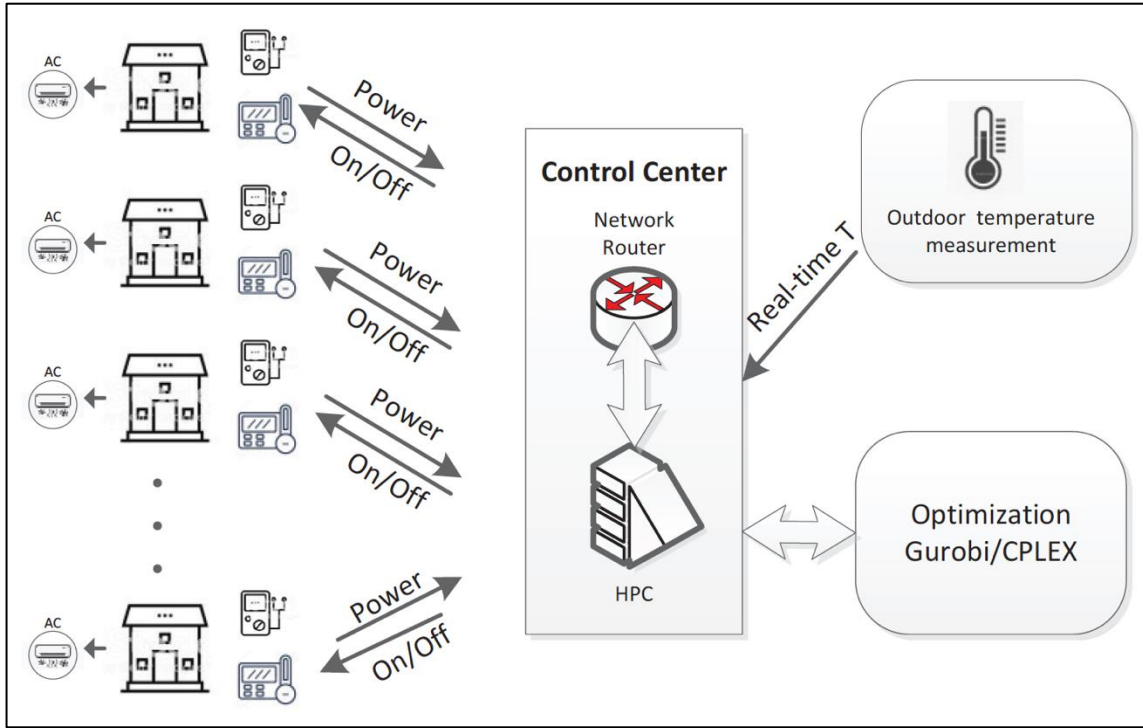 AC
Power
On/Off
AC
Power
On/Off
AC
Power
On/Off
AC
Power
On/Off
Control Center
Network
Router
HPC
Real-time T
Outdoor temperature
measurement
Optimization
Gurobi/CPLEX